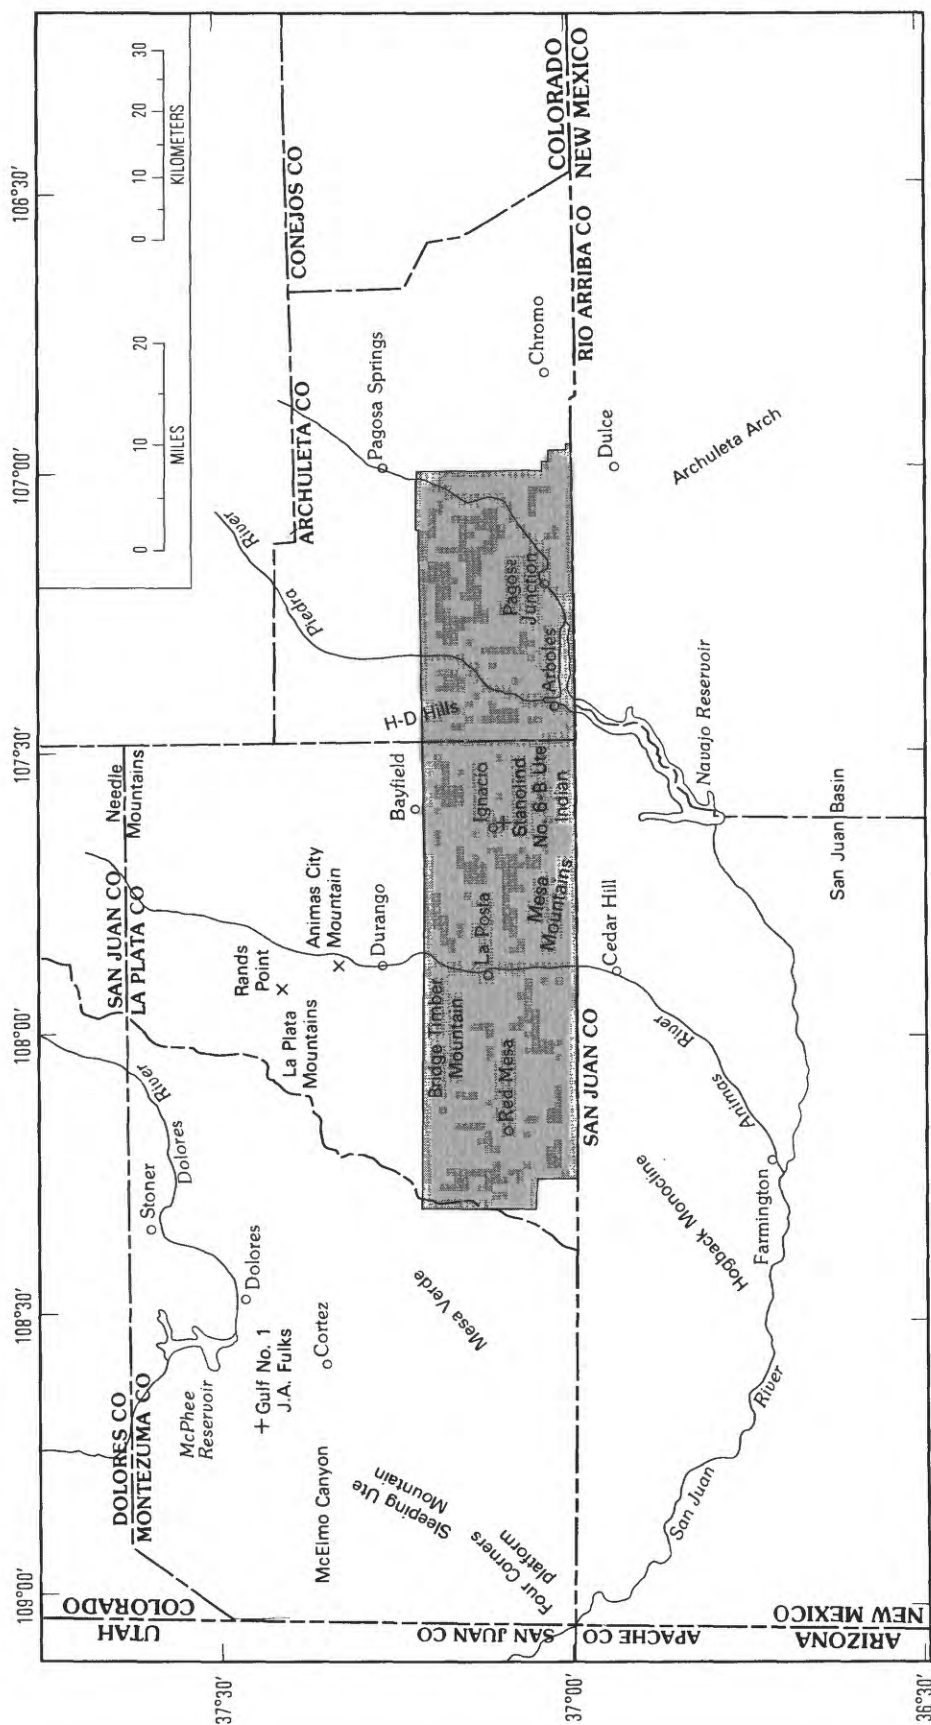 109°00'
108°30'
108°00'
107°30'
107°00'
106°30'
37°30'
37°00'
36°30'
0 10 20 30
KILOMETERS
0 10 20
MILES
UTAH
COLORADO
DOLORES CO
MONTEZUMA CO
SAN JUAN CO
LA PLATA CO
Needle
Mountains
ARCHULETA CO
CONEJOS CO
COLORADO
NEW MEXICO
RIO ARRIBA CO
McPhee
Reservoir
Stoner
Dolores
River
Dolores
Gulf No. 1
J.A. Fulks
Cortez
McElmo Canyon
Sleeping Ute
Mountain
Four Corners
platform
Mesa Verde
La Plata
Mountains
Rands
Point
Animas City
Mountain
Durango
Bayfield
H-D Hills
Piedra
River
Pagosa Springs
Chromo
Bridge Timber
Mountain
Red Mesa
La Posta
Ignacio
Stanolind
No. 6-B Ute
Indian
Mesa
Mountains
Arboles
Pagosa
Junction
SAN JUAN CO
APACHE CO
ARIZONA
NEW MEXICO
SAN JUAN CO
Cedar Hill
Animas
River
Farmington
Hogback Monocline
San Juan
River
Navajo Reservoir
San Juan Basin
Dulce
Archuleta Arch